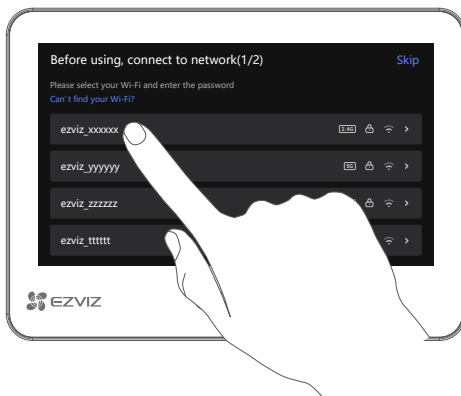 Before using, connect to network(1/2) Skip
Please select your Wi-Fi and enter the password
Can't find your Wi-Fi?
ezviz_xxxxxx 2.4G
ezviz_yyyyyy 5G
ezviz_zzzzzz
ezviz_tttttt
EZVIZ